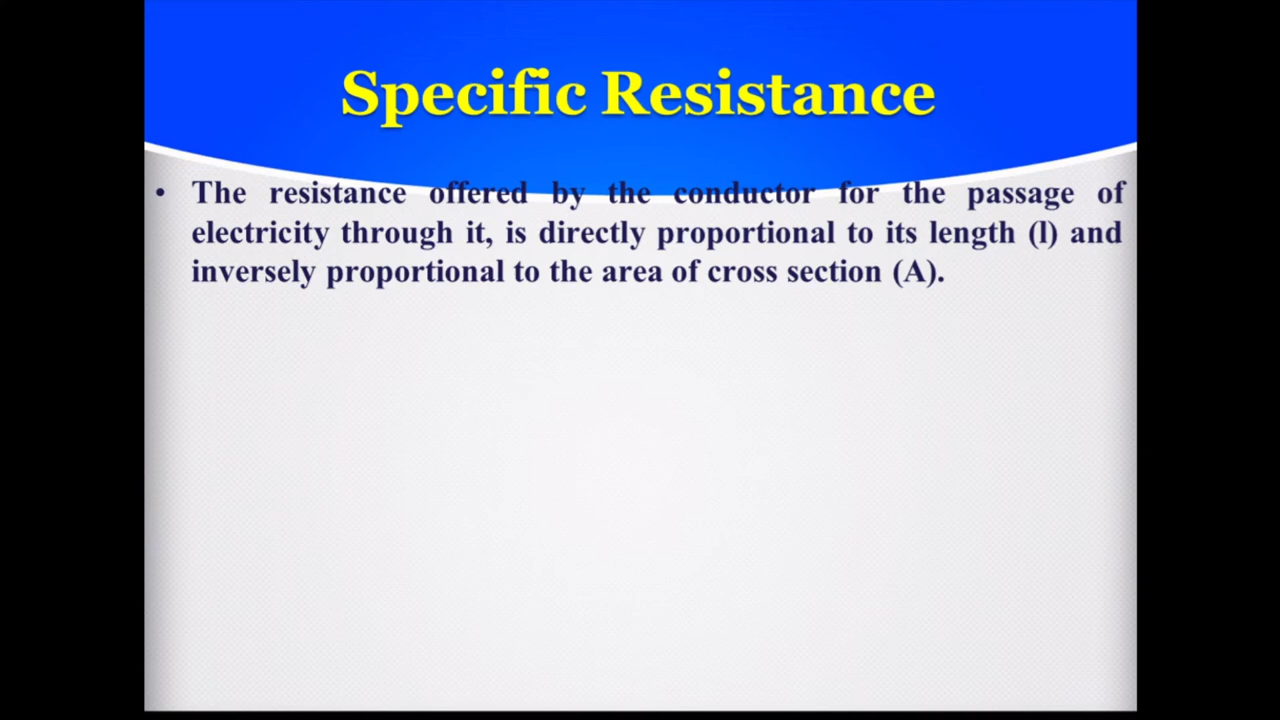 Specific Resistance
• The resistance offered by the conductor for the passage of
electricity through it, is directly proportional to its length (l) and
inversely proportional to the area of cross section (A).